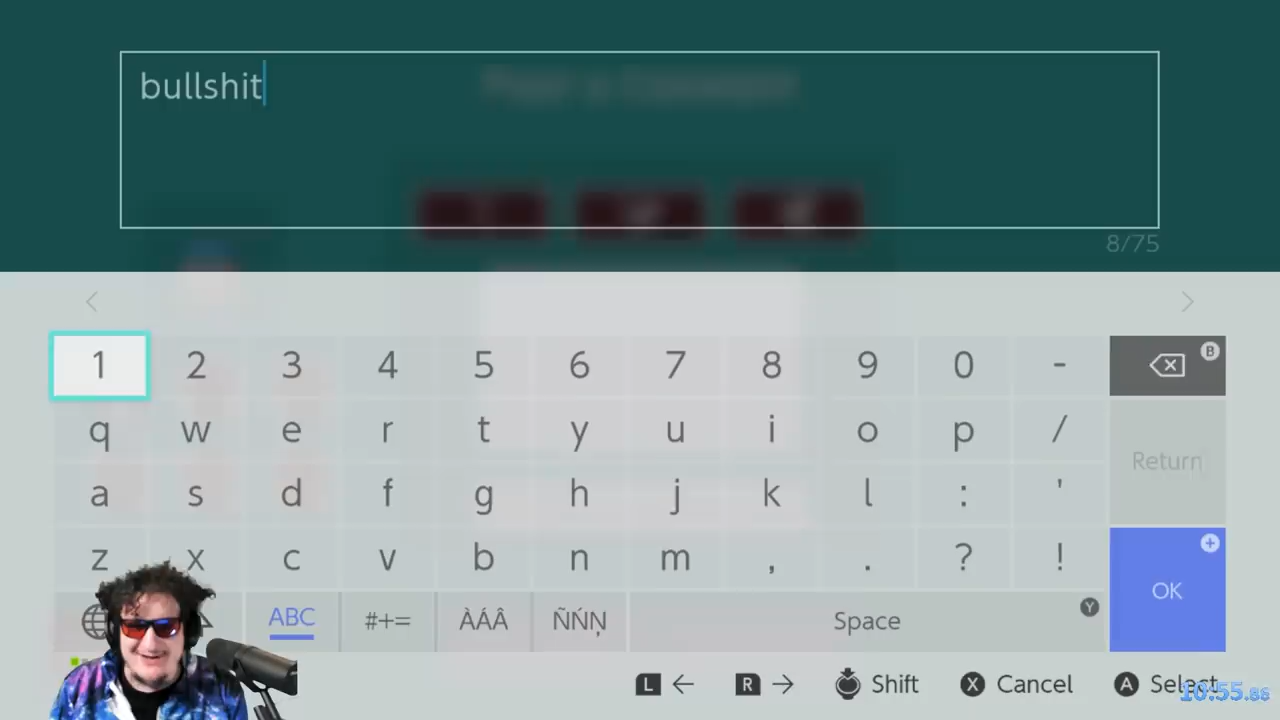 bullshit
8/75
1 2 3 4 5 6 7 8 9 0 -
q w e r t y u i o p /
Return
a s d f g h j k l : '
z x c v b n m , . ? !
OK
ABC #+= ÀÁÂ ÑŃŅ Space
L ← R → Shift X Cancel A Select
10:55.86